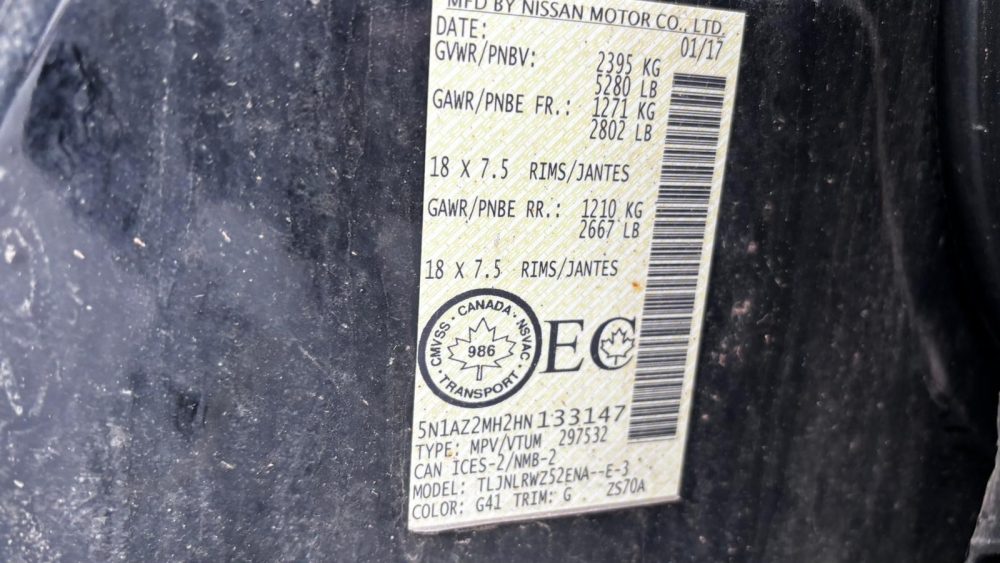 MFD BY NISSAN MOTOR CO., LTD.
DATE: 01/17
GVWR/PNBV: 2395 KG
5280 LB
GAWR/PNBE FR.: 1271 KG
2802 LB
18 X 7.5 RIMS/JANTES
GAWR/PNBE RR.: 1210 KG
2667 LB
18 X 7.5 RIMS/JANTES
CMVSS · CANADA · NSVAC · TRANSPORT ·
986
EC
5N1AZ2MH2HN133147
TYPE: MPV/VTUM 297532
CAN ICES-2/NMB-2
MODEL: TLJNLRWZ52ENA--E-3
COLOR: G41 TRIM: G ZS70A